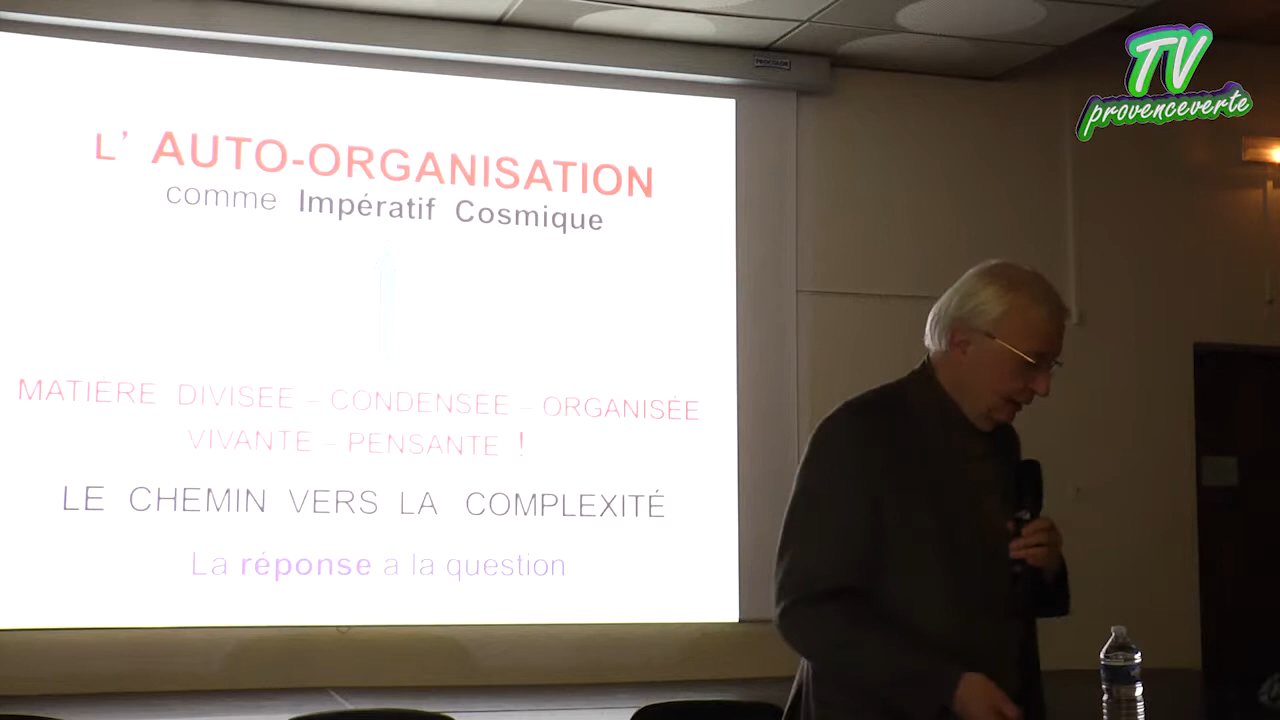 L' AUTO-ORGANISATION
comme Impératif Cosmique
MATIÈRE DIVISÉE – CONDENSÉE – ORGANISÉE
VIVANTE – PENSANTE !
LE CHEMIN VERS LA COMPLEXITÉ
La réponse a la question
TV
provenceverte